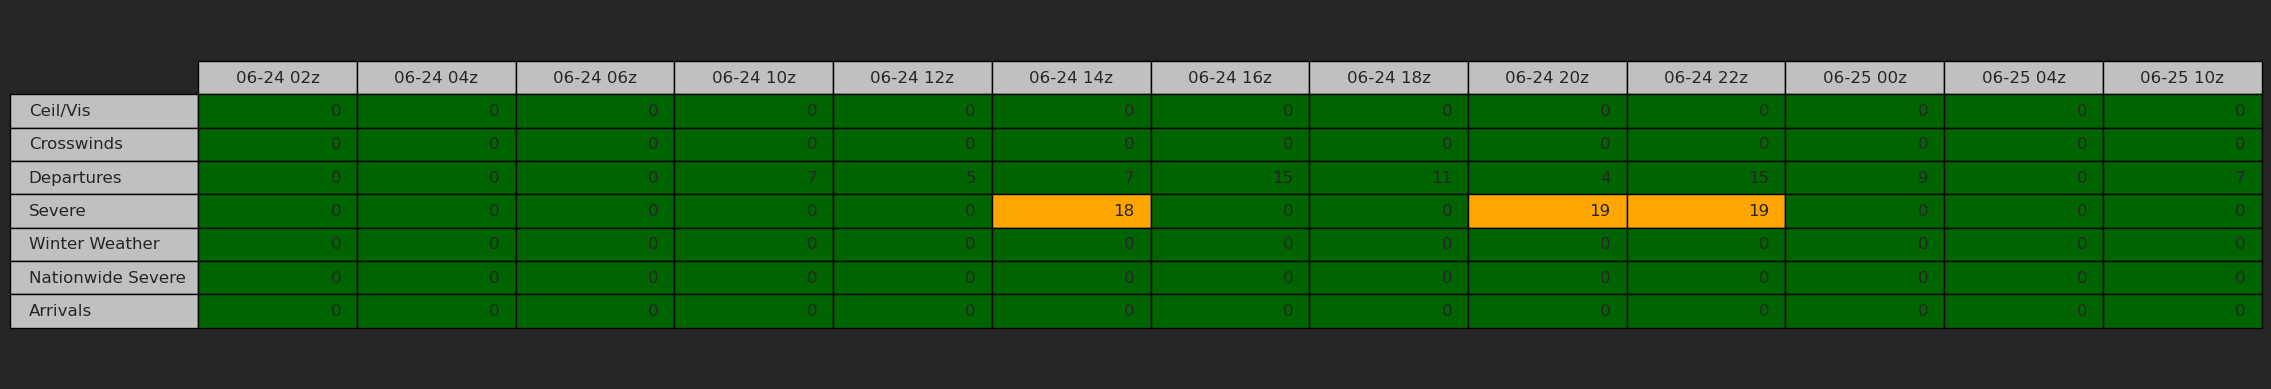 06-24 02z 06-24 04z 06-24 06z 06-24 10z 06-24 12z 06-24 14z 06-24 16z 06-24 18z 06-24 20z 06-24 22z 06-25 00z 06-25 04z 06-25 10z
Ceil/Vis 0 0 0 0 0 0 0 0 0 0 0 0 0
Crosswinds 0 0 0 0 0 0 0 0 0 0 0 0 0
Departures 0 0 0 7 5 7 15 11 4 15 9 0 7
Severe 0 0 0 0 0 18 0 0 19 19 0 0 0
Winter Weather 0 0 0 0 0 0 0 0 0 0 0 0 0
Nationwide Severe 0 0 0 0 0 0 0 0 0 0 0 0 0
Arrivals 0 0 0 0 0 0 0 0 0 0 0 0 0